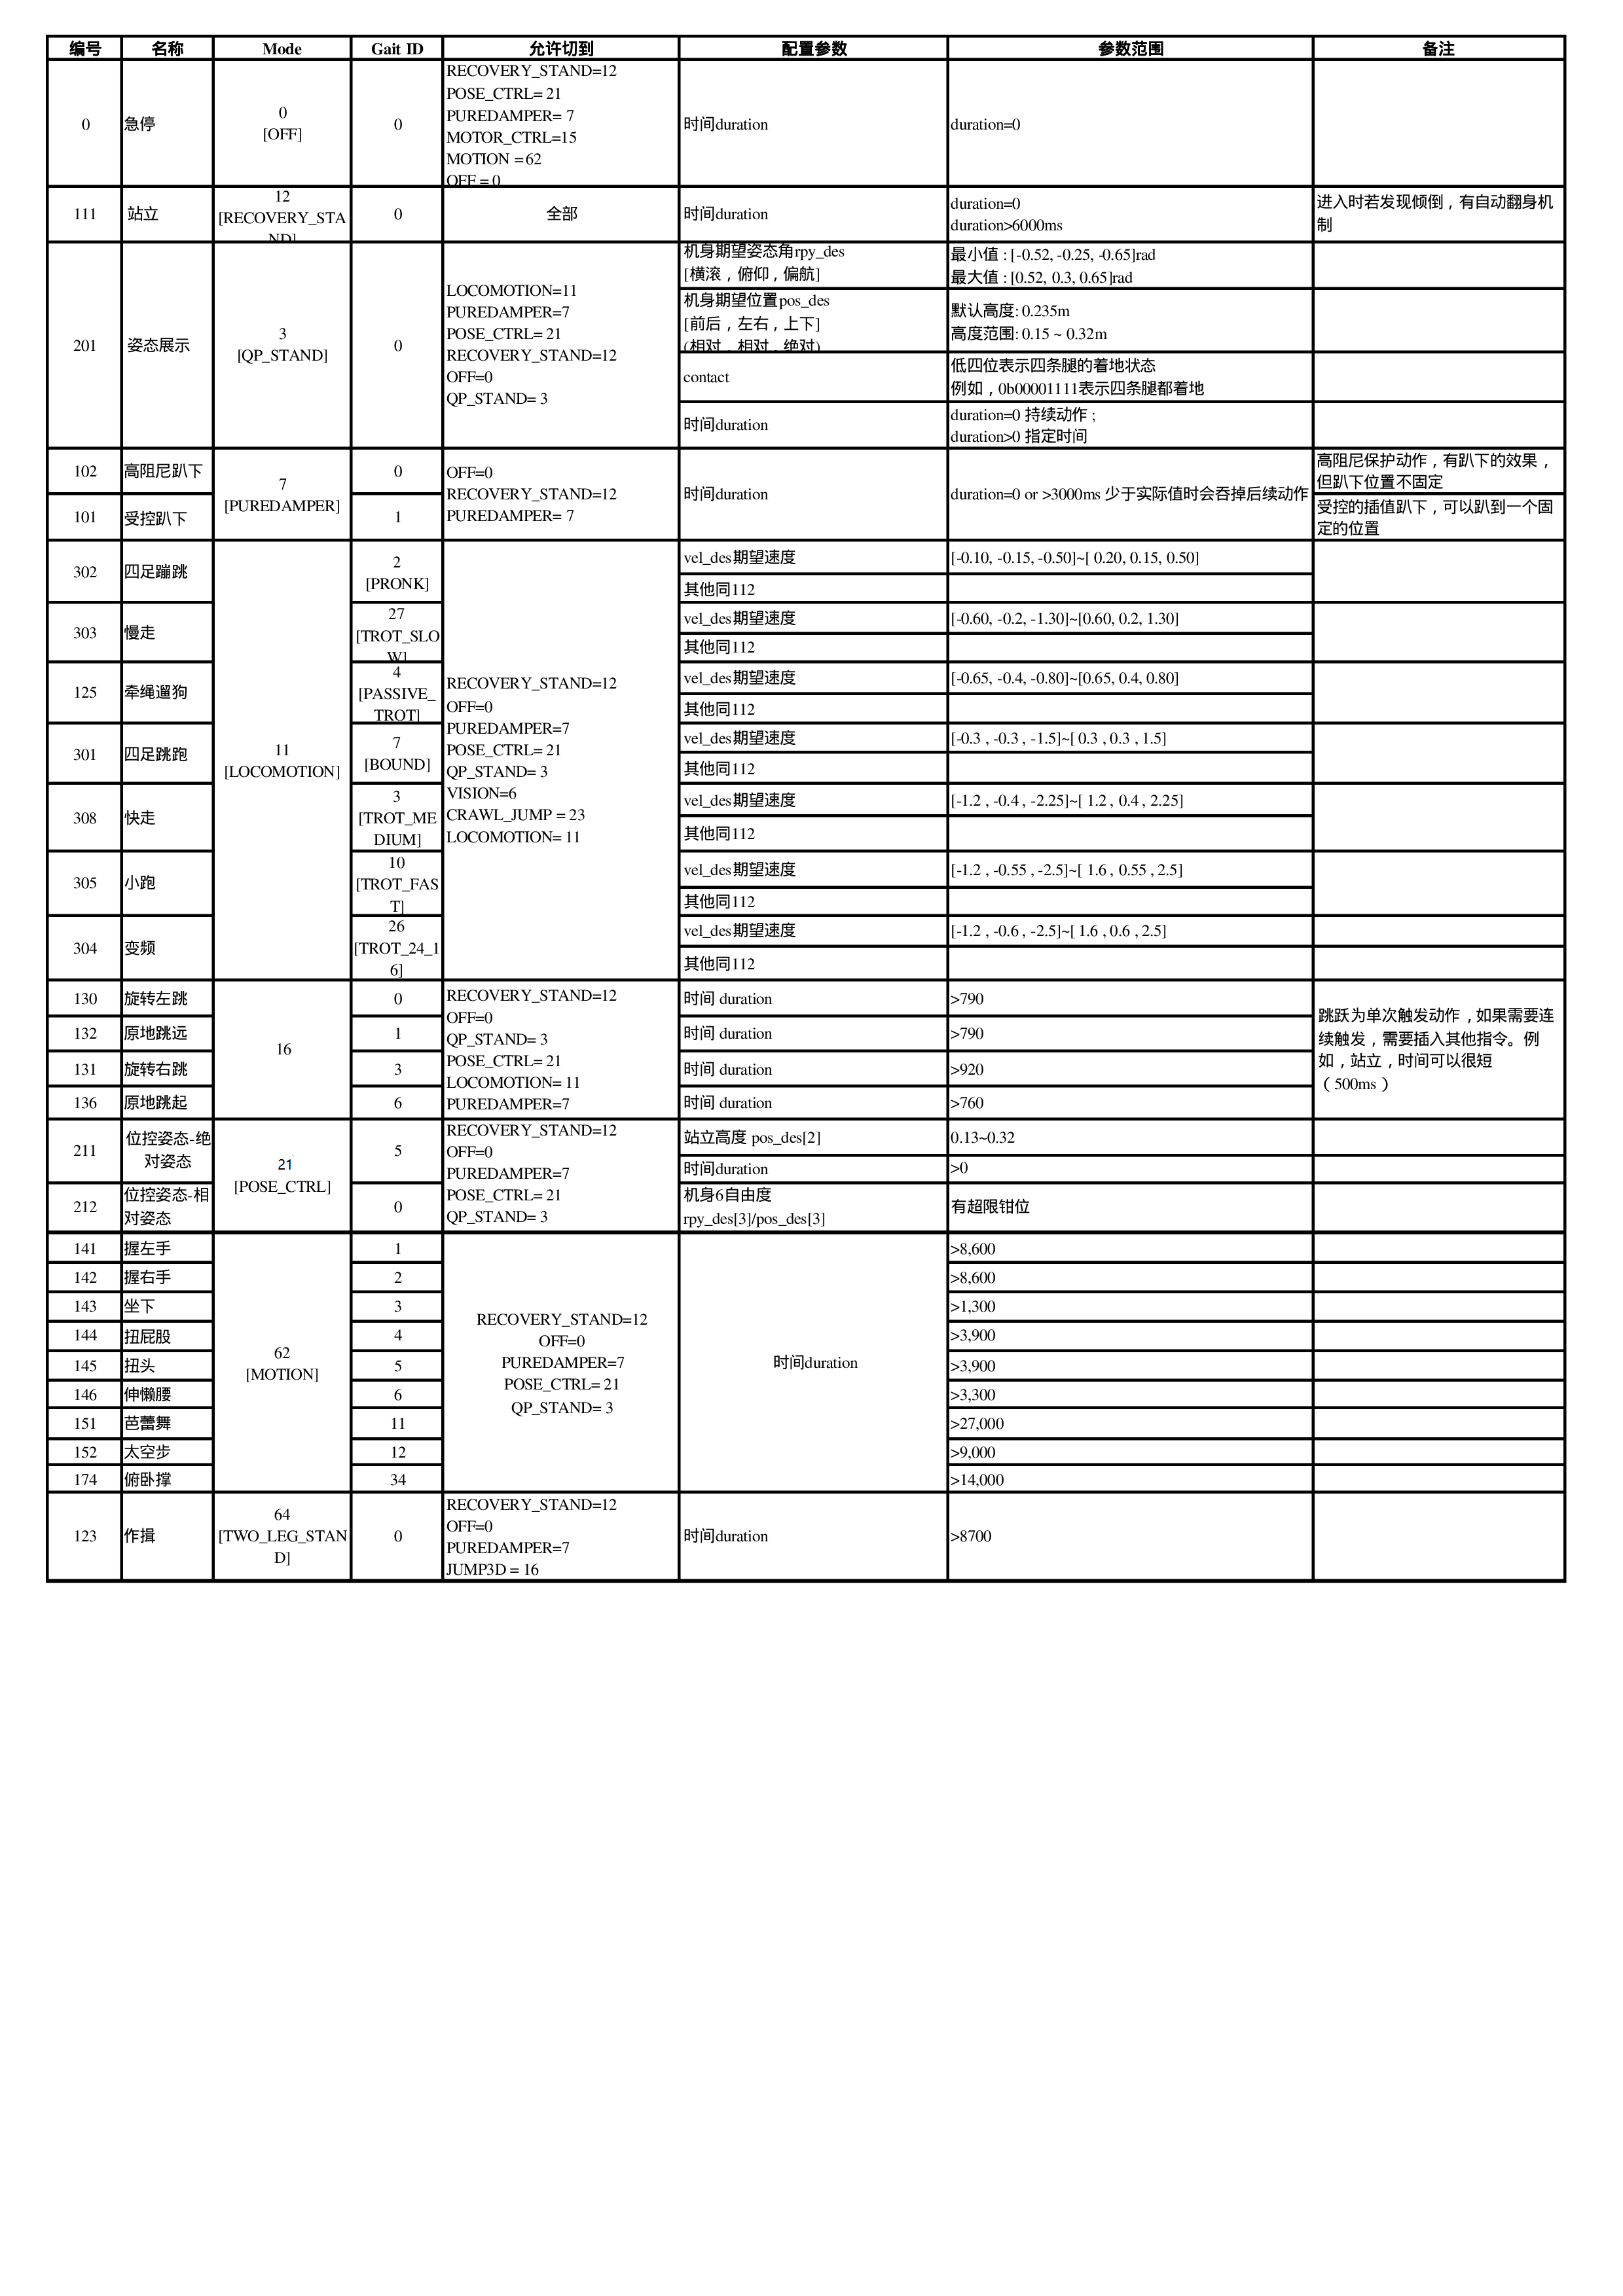 编号 名称 Mode Gait ID 允许切到 配置参数 参数范围 备注
0 急停
0
[OFF]
0
RECOVERY_STAND=12
POSE_CTRL= 21
PUREDAMPER= 7
MOTOR_CTRL=15
MOTION =62
OFF = 0
时间duration
duration=0
111 站立
12
[RECOVERY_STA
ND]
0
全部
时间duration
duration=0
duration>6000ms
进入时若发现倾倒，有自动翻身机
制
201 姿态展示
3
[QP_STAND]
0
LOCOMOTION=11
PUREDAMPER=7
POSE_CTRL= 21
RECOVERY_STAND=12
OFF=0
QP_STAND= 3
机身期望姿态角rpy_des
[横滚，俯仰，偏航]
最小值：[-0.52, -0.25, -0.65]rad
最大值：[0.52, 0.3, 0.65]rad
机身期望位置pos_des
[前后，左右，上下]
(相对，相对，绝对)
默认高度: 0.235m
高度范围: 0.15 ~ 0.32m
contact
低四位表示四条腿的着地状态
例如，0b00001111表示四条腿都着地
时间duration
duration=0 持续动作；
duration>0 指定时间
102 高阻尼趴下
7
[PUREDAMPER]
0
OFF=0
RECOVERY_STAND=12
PUREDAMPER= 7
时间duration
duration=0 or >3000ms 少于实际值时会吞掉后续动作
高阻尼保护动作，有趴下的效果，
但趴下位置不固定
101 受控趴下
1
受控的插值趴下，可以趴到一个固
定的位置
302 四足蹦跳
11
[LOCOMOTION]
2
[PRONK]
RECOVERY_STAND=12
OFF=0
PUREDAMPER=7
POSE_CTRL= 21
QP_STAND= 3
VISION=6
CRAWL_JUMP = 23
LOCOMOTION= 11
vel_des期望速度 [-0.10, -0.15, -0.50]~[ 0.20, 0.15, 0.50]
其他同112
303 慢走
27
[TROT_SLO
W]
vel_des期望速度 [-0.60, -0.2, -1.30]~[0.60, 0.2, 1.30]
其他同112
125 牵绳遛狗
4
[PASSIVE_
TROT]
vel_des期望速度 [-0.65, -0.4, -0.80]~[0.65, 0.4, 0.80]
其他同112
301 四足跳跑
7
[BOUND]
vel_des期望速度 [-0.3 , -0.3 , -1.5]~[ 0.3 , 0.3 , 1.5]
其他同112
308 快走
3
[TROT_ME
DIUM]
vel_des期望速度 [-1.2 , -0.4 , -2.25]~[ 1.2 , 0.4 , 2.25]
其他同112
305 小跑
10
[TROT_FAS
T]
vel_des期望速度 [-1.2 , -0.55 , -2.5]~[ 1.6 , 0.55 , 2.5]
其他同112
304 变频
26
[TROT_24_1
6]
vel_des期望速度 [-1.2 , -0.6 , -2.5]~[ 1.6 , 0.6 , 2.5]
其他同112
130 旋转左跳
16
0
RECOVERY_STAND=12
OFF=0
QP_STAND= 3
POSE_CTRL= 21
LOCOMOTION= 11
PUREDAMPER=7
时间 duration >790
跳跃为单次触发动作，如果需要连
续触发，需要插入其他指令。例
如，站立，时间可以很短
（500ms）
132 原地跳远 1 时间 duration >790
131 旋转右跳 3 时间 duration >920
136 原地跳起 6 时间 duration >760
211
位控姿态-绝
对姿态
21
[POSE_CTRL]
5
RECOVERY_STAND=12
OFF=0
PUREDAMPER=7
POSE_CTRL= 21
QP_STAND= 3
站立高度 pos_des[2] 0.13~0.32
时间duration >0
212
位控姿态-相
对姿态
0
机身6自由度
rpy_des[3]/pos_des[3]
有超限钳位
141 握左手
62
[MOTION]
1
RECOVERY_STAND=12
OFF=0
PUREDAMPER=7
POSE_CTRL= 21
QP_STAND= 3
时间duration
>8,600
142 握右手 2 >8,600
143 坐下 3 >1,300
144 扭屁股 4 >3,900
145 扭头 5 >3,900
146 伸懒腰 6 >3,300
151 芭蕾舞 11 >27,000
152 太空步 12 >9,000
174 俯卧撑 34 >14,000
123 作揖
64
[TWO_LEG_STAN
D]
0
RECOVERY_STAND=12
OFF=0
PUREDAMPER=7
JUMP3D = 16
时间duration
>8700